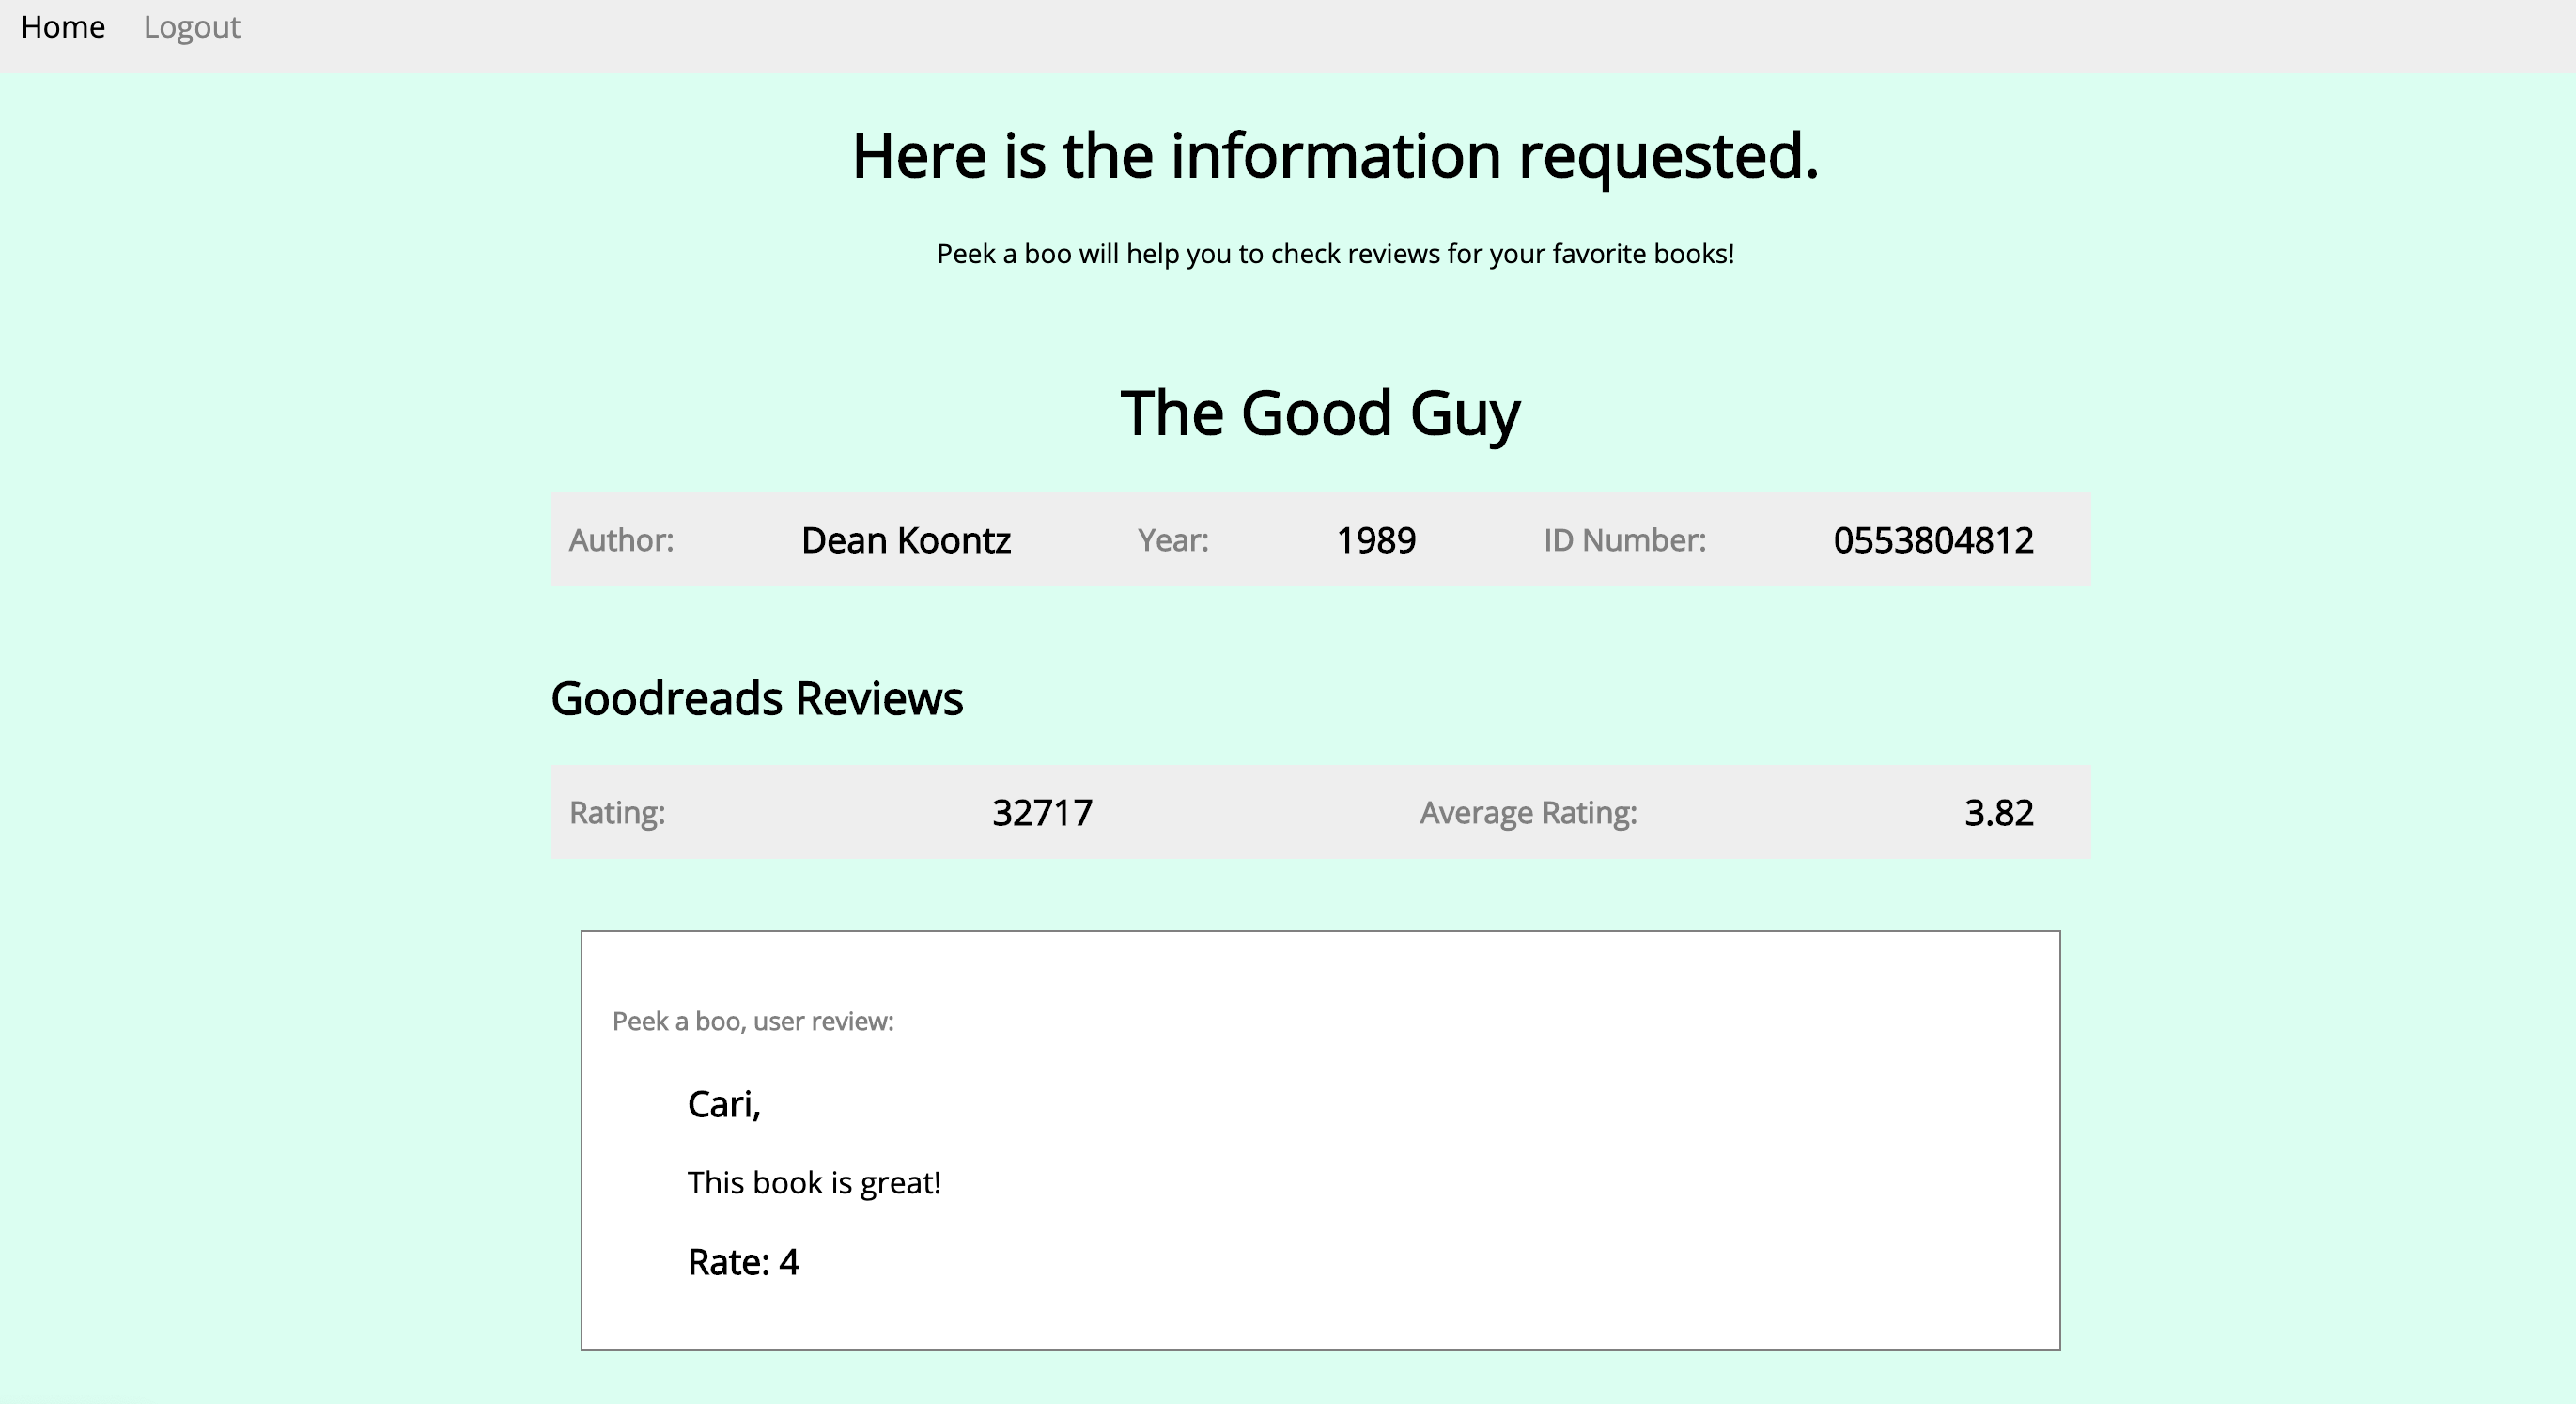 Home Logout
Here is the information requested.
Peek a boo will help you to check reviews for your favorite books!
The Good Guy
Author: Dean Koontz Year: 1989 ID Number: 0553804812
Goodreads Reviews
Rating: 32717 Average Rating: 3.82
Peek a boo, user review:
Cari,
This book is great!
Rate: 4